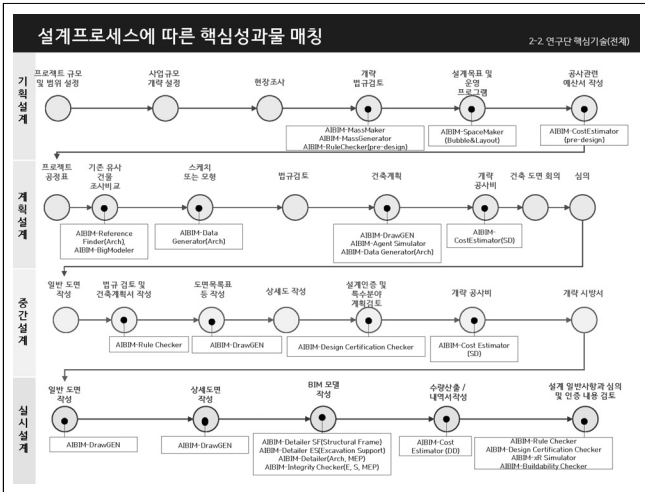 설계프로세스에 따른 핵심성과물 매칭
2-2. 연구단 핵심기술(전체)
기획설계
프로젝트 규모
및 범위 설정
사업규모
개략 설정
현장조사
개략
법규검토
설계목표 및
운영
프로그램
공사관련
예산서 작성
AIBIM-MassMaker
AIBIM-MassGenerator
AIBIM-RuleChecker(pre-design)
AIBIM-SpaceMaker
(Bubble&Layout)
AIBIM-CostEstimator
(pre-design)
계획설계
프로젝트
공정표
기존 유사
건물
조사비교
스케치
또는 모형
법규검토
건축계획
개략
공사비
건축 도면 회의
심의
AIBIM-Reference
Finder(Arch),
AIBIM-BigModeler
AIBIM-Data
Generator(Arch)
AIBIM-DrawGEN
AIBIM-Agent Simulator
AIBIM-Data Generator(Arch)
AIBIM-
CostEstimator(SD)
중간설계
일반 도면
작성
법규 검토 및
건축계획서 작성
도면목록표
등 작성
상세도 작성
설계인증 및
특수분야
계획검토
개략 공사비
개략 시방서
AIBIM-Rule Checker
AIBIM-DrawGEN
AIBIM-Design Certification Checker
AIBIM-Cost Estimator
(SD)
실시설계
일반 도면
작성
상세도면
작성
BIM 모델
작성
수량산출 /
내역서작성
설계 일반사항과 심의
및 인증 내용 검토
AIBIM-DrawGEN
AIBIM-DrawGEN
AIBIM-Detailer SF(Structural Frame)
AIBIM-Detailer ES(Excavation Support)
AIBIM-Detailer(Arch, MEP)
AIBIM-Integrity Checker(E, S, MEP)
AIBIM-Cost
Estimator (DD)
AIBIM-Rule Checker
AIBIM-Design Certification Checker
AIBIM-xR Simulator
AIBIM-Buildability Checker